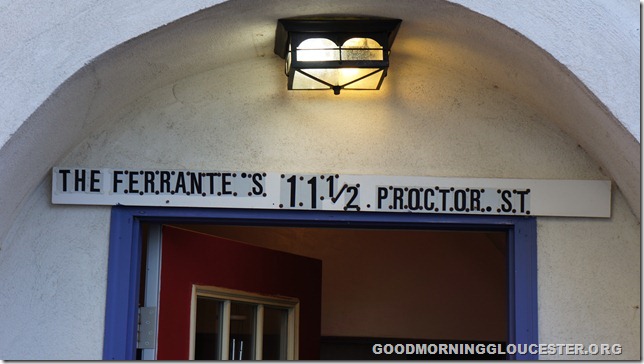 THE FERRANTE'S 11 1/2 PROCTOR ST
GOODMORNINGGLOUCESTER.ORG